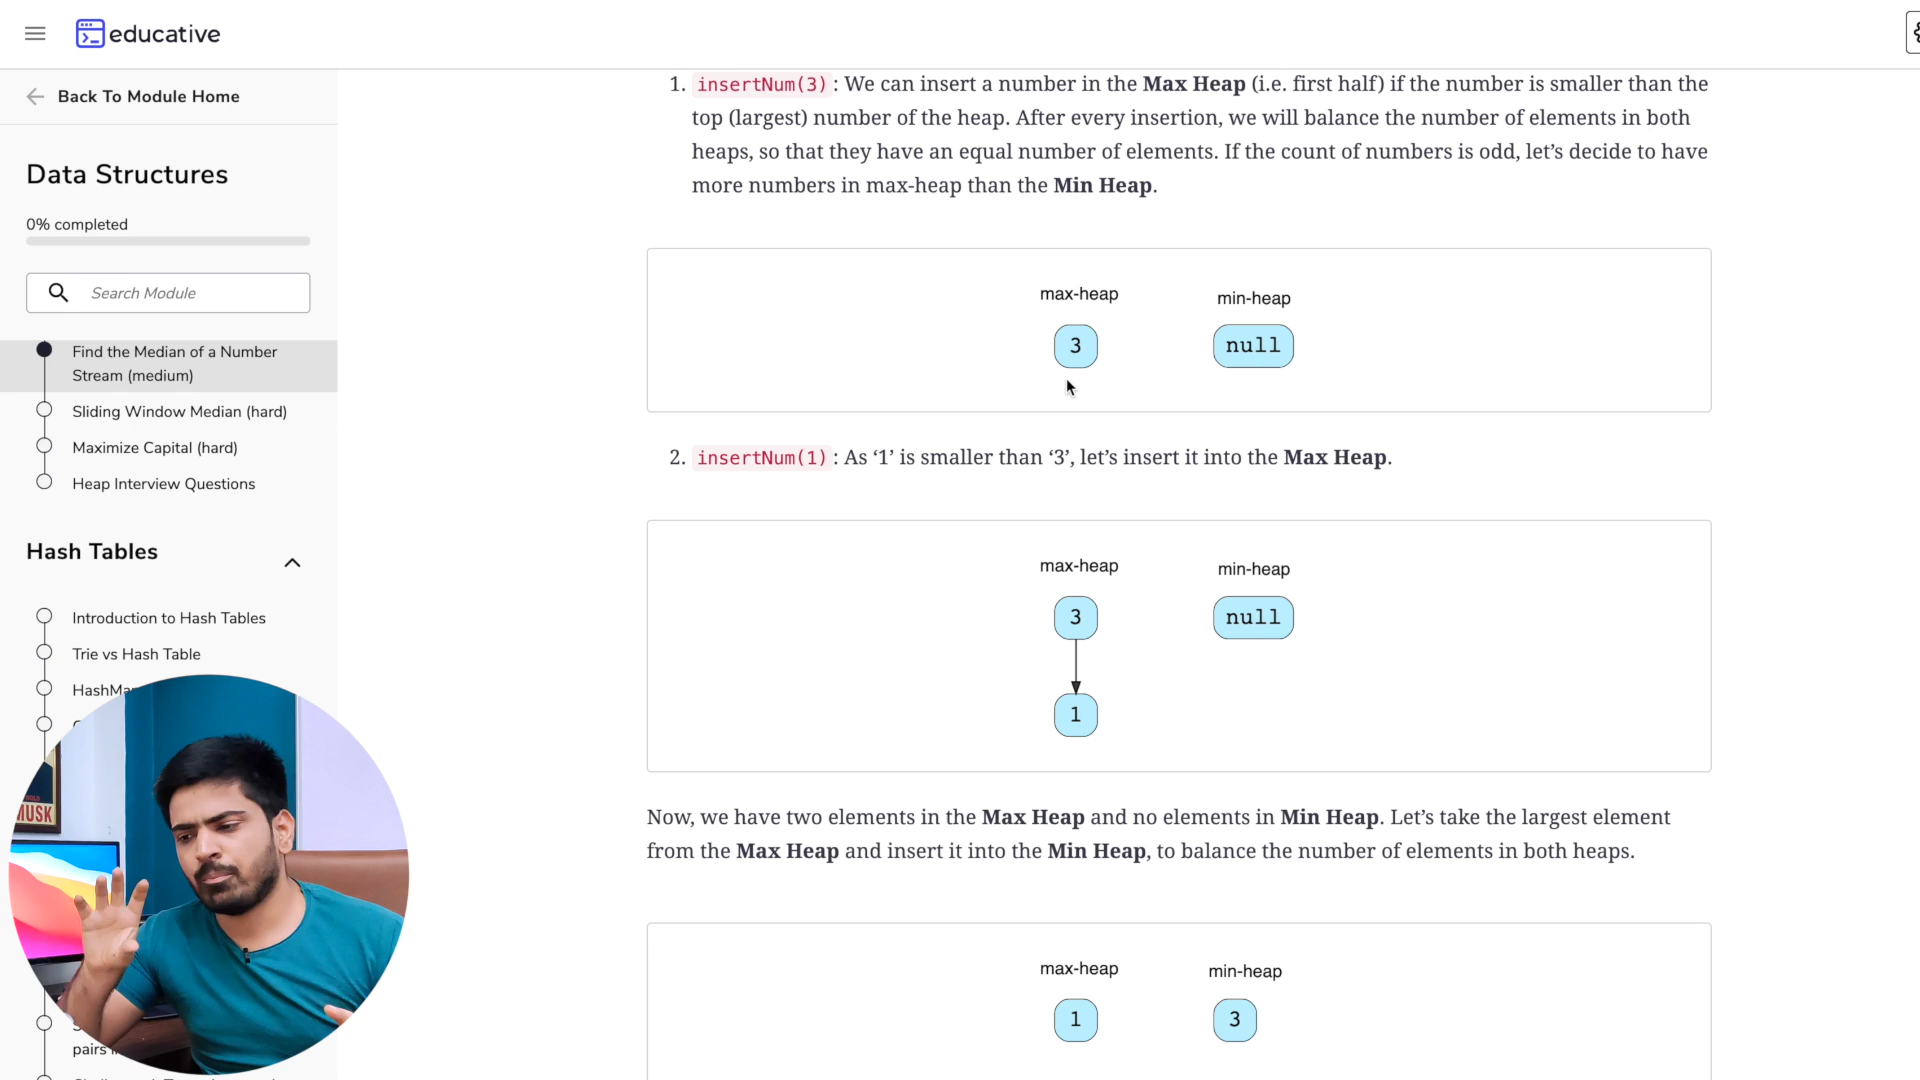 educative
Back To Module Home
Data Structures
0% completed
Search Module
Find the Median of a Number
Stream (medium)
Sliding Window Median (hard)
Maximize Capital (hard)
Heap Interview Questions
Hash Tables
Introduction to Hash Tables
Trie vs Hash Table
pairs
MUSK
1. insertNum(3): We can insert a number in the Max Heap (i.e. first half) if the number is smaller than the
top (largest) number of the heap. After every insertion, we will balance the number of elements in both
heaps, so that they have an equal number of elements. If the count of numbers is odd, let’s decide to have
more numbers in max-heap than the Min Heap.
max-heap min-heap
3 null
2. insertNum(1): As ‘1’ is smaller than ‘3’, let’s insert it into the Max Heap.
max-heap min-heap
3 null
1
Now, we have two elements in the Max Heap and no elements in Min Heap. Let’s take the largest element
from the Max Heap and insert it into the Min Heap, to balance the number of elements in both heaps.
max-heap min-heap
1 3